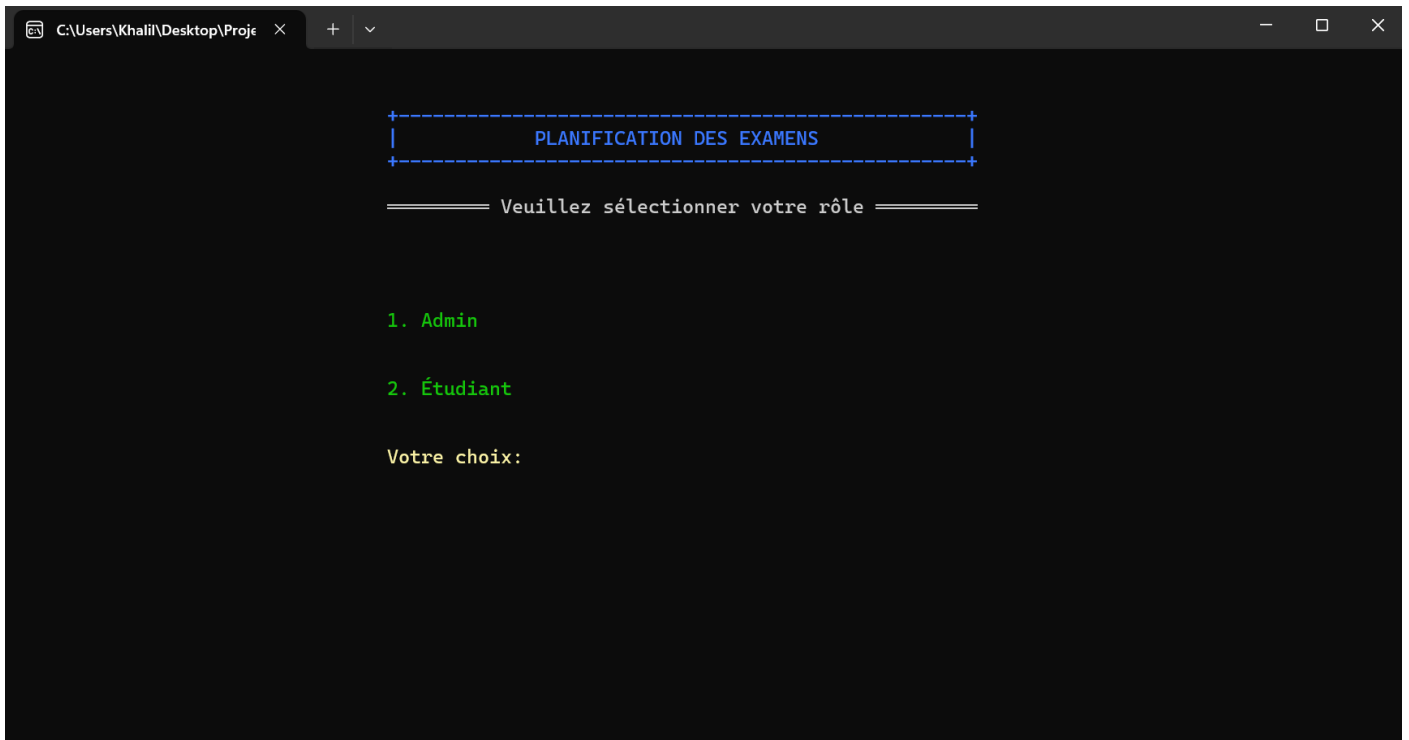 C:\Users\Khalil\Desktop\Proje
PLANIFICATION DES EXAMENS
Veuillez sélectionner votre rôle
1. Admin
2. Étudiant
Votre choix: